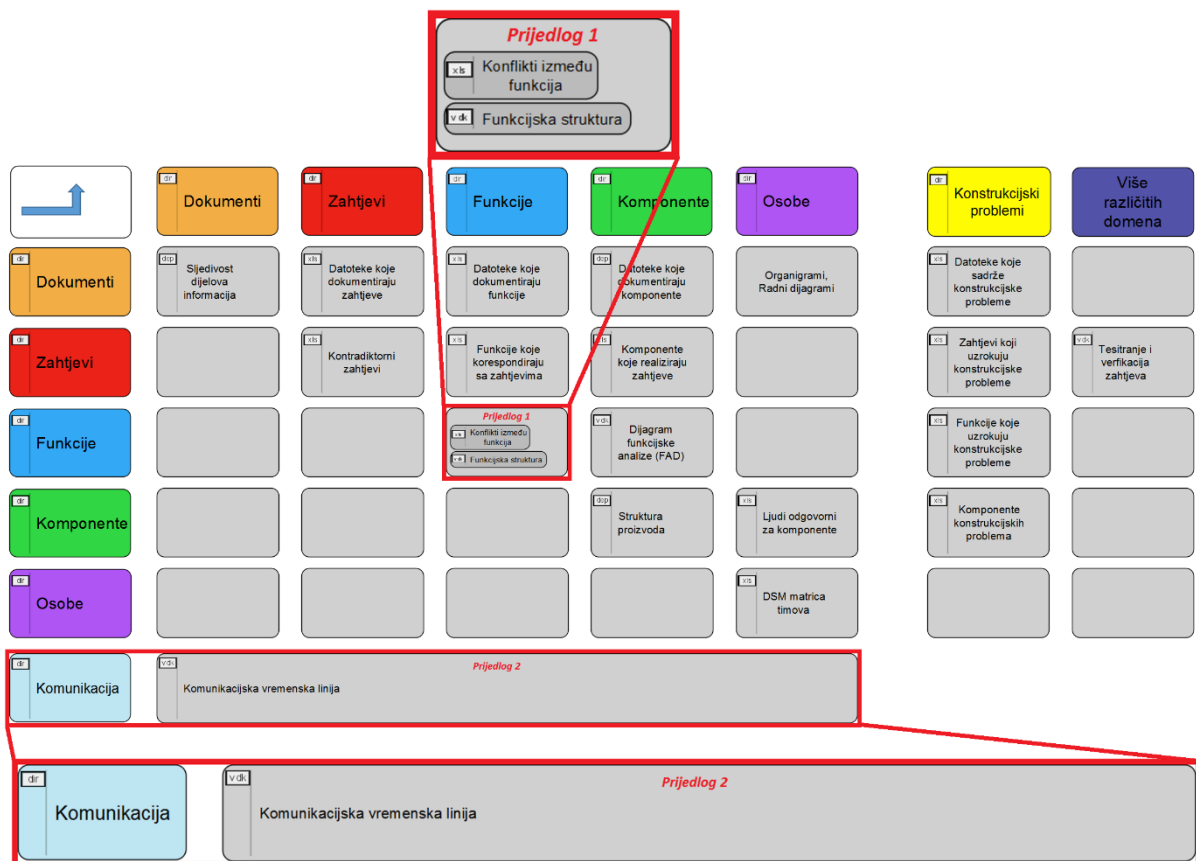 Prijedlog 1
xls
Konflikti između
funkcija
vdk
Funkcijska struktura
dir
Dokumenti
dir
Zahtjevi
dir
Funkcije
dir
Komponente
dir
Osobe
dir
Konstrukcijski
problemi
Više
različitih
domena
dir
Dokumenti
dcp
Sljedivost
dijelova
informacija
xls
Datoteke koje
dokumentiraju
zahtjeve
xls
Datoteke koje
dokumentiraju
funkcije
dcp
Datoteke koje
dokumentiraju
komponente
Organigrami,
Radni dijagrami
xls
Datoteke koje
sadrže
konstrukcijske
probleme
dir
Zahtjevi
xls
Kontradiktorni
zahtjevi
xls
Funkcije koje
korespondiraju
sa zahtjevima
xls
Komponente
koje realiziraju
zahtjeve
xls
Zahtjevi koji
uzrokuju
konstrukcijske
probleme
vdk
Tesitranje i
verfikacija
zahtjeva
dir
Funkcije
Prijedlog 1
Konflikti između
funkcija
Funkcijska struktura
vdk
Dijagram
funkcijske
analize (FAD)
xls
Funkcije koje
uzrokuju
konstrukcijske
probleme
dir
Komponente
dcp
Struktura
proizvoda
xls
Ljudi odgovorni
za komponente
xls
Komponente
konstrukcijskih
problema
dir
Osobe
xls
DSM matrica
timova
dir
Komunikacija
vdk
Prijedlog 2
Komunikacijska vremenska linija
dir
Komunikacija
vdk
Prijedlog 2
Komunikacijska vremenska linija